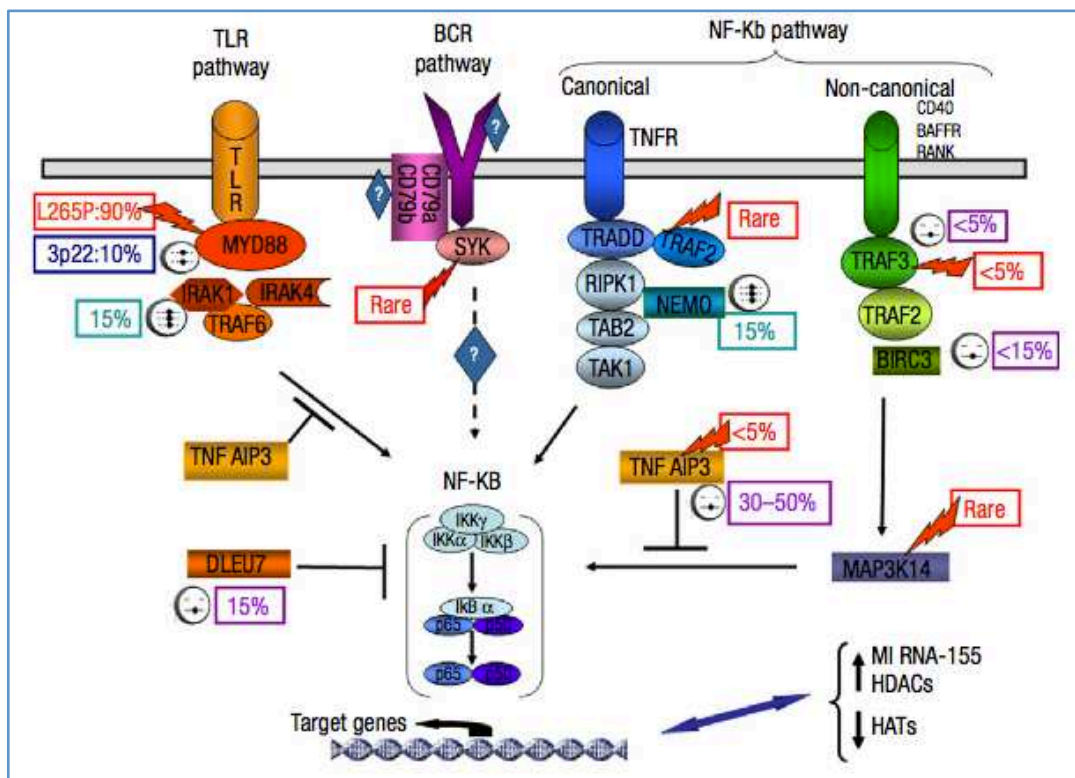 TLR
pathway
BCR
pathway
NF-Kb pathway
Canonical
Non-canonical
CD40
BAFFR
RANK
TNFR
TLR
?
?
CD79b
CD79a
L265P:90%
MYD88
3p22:10%
SYK
TRADD
TRAF2
Rare
<5%
TRAF3
<5%
IRAK1
IRAK4
TRAF6
15%
Rare
RIPK1
NEMO
15%
TAB2
TAK1
TRAF2
BIRC3
<15%
?
TNF AIP3
TNF AIP3
<5%
30–50%
NF-KB
IKKγ
IKKα
IKKβ
Rare
MAP3K14
DLEU7
15%
IkB α
p65
p50
p65
p50
MI RNA-155
HDACs
HATs
Target genes